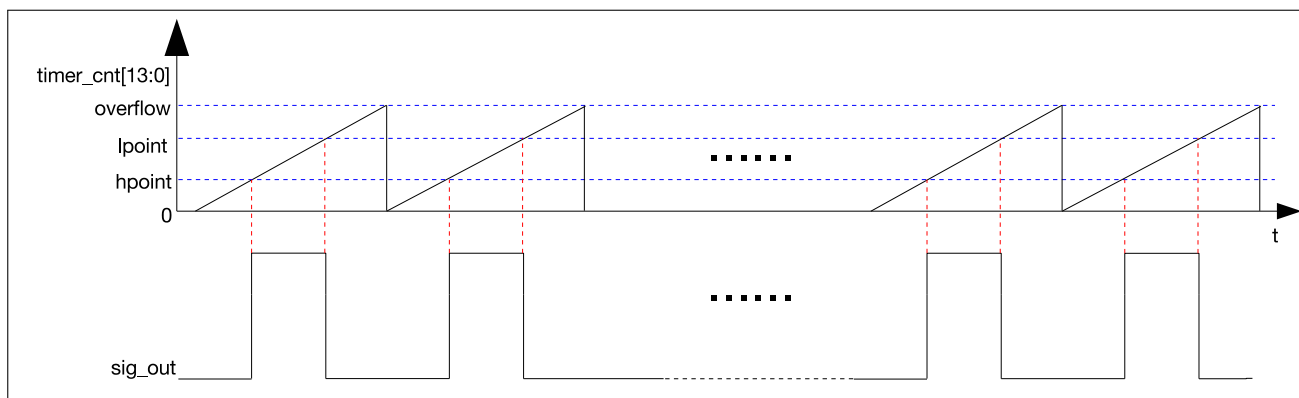 timer_cnt[13:0]
overflow
lpoint
hpoint
0
t
sig_out